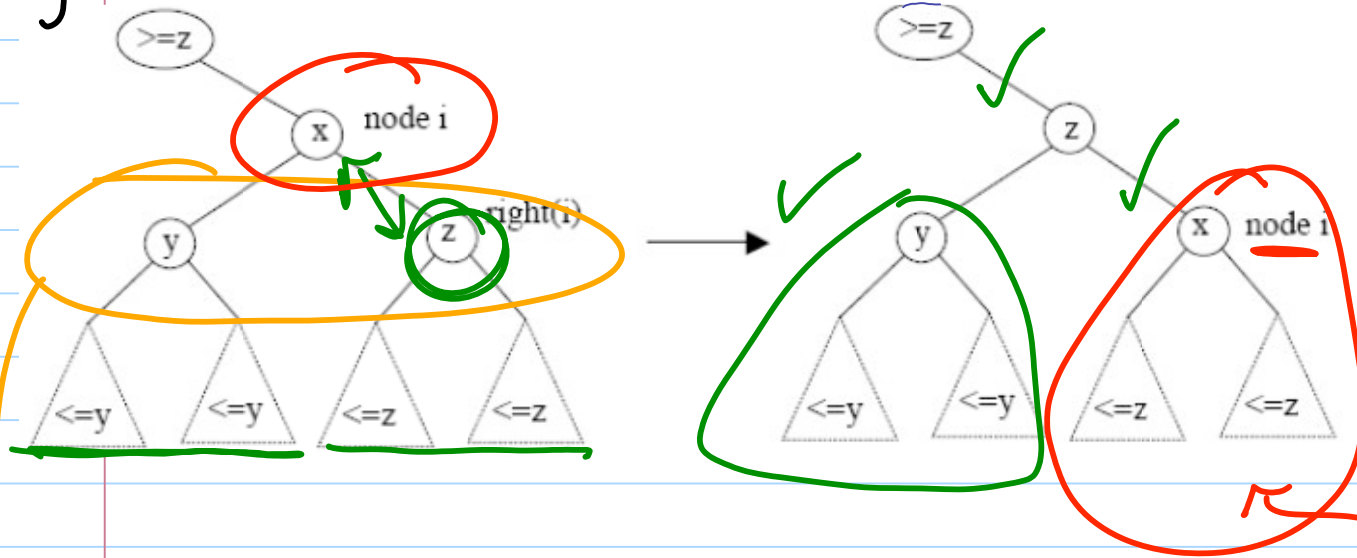 >=z
x node i
y z right(i)
<=y <=y <=z <=z
>=z
z
y x node i
<=y <=y <=z <=z